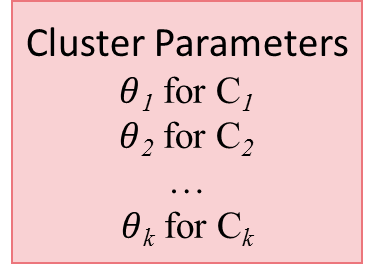 Cluster Parameters
θ₁ for C₁
θ₂ for C₂
…
θₖ for Cₖ